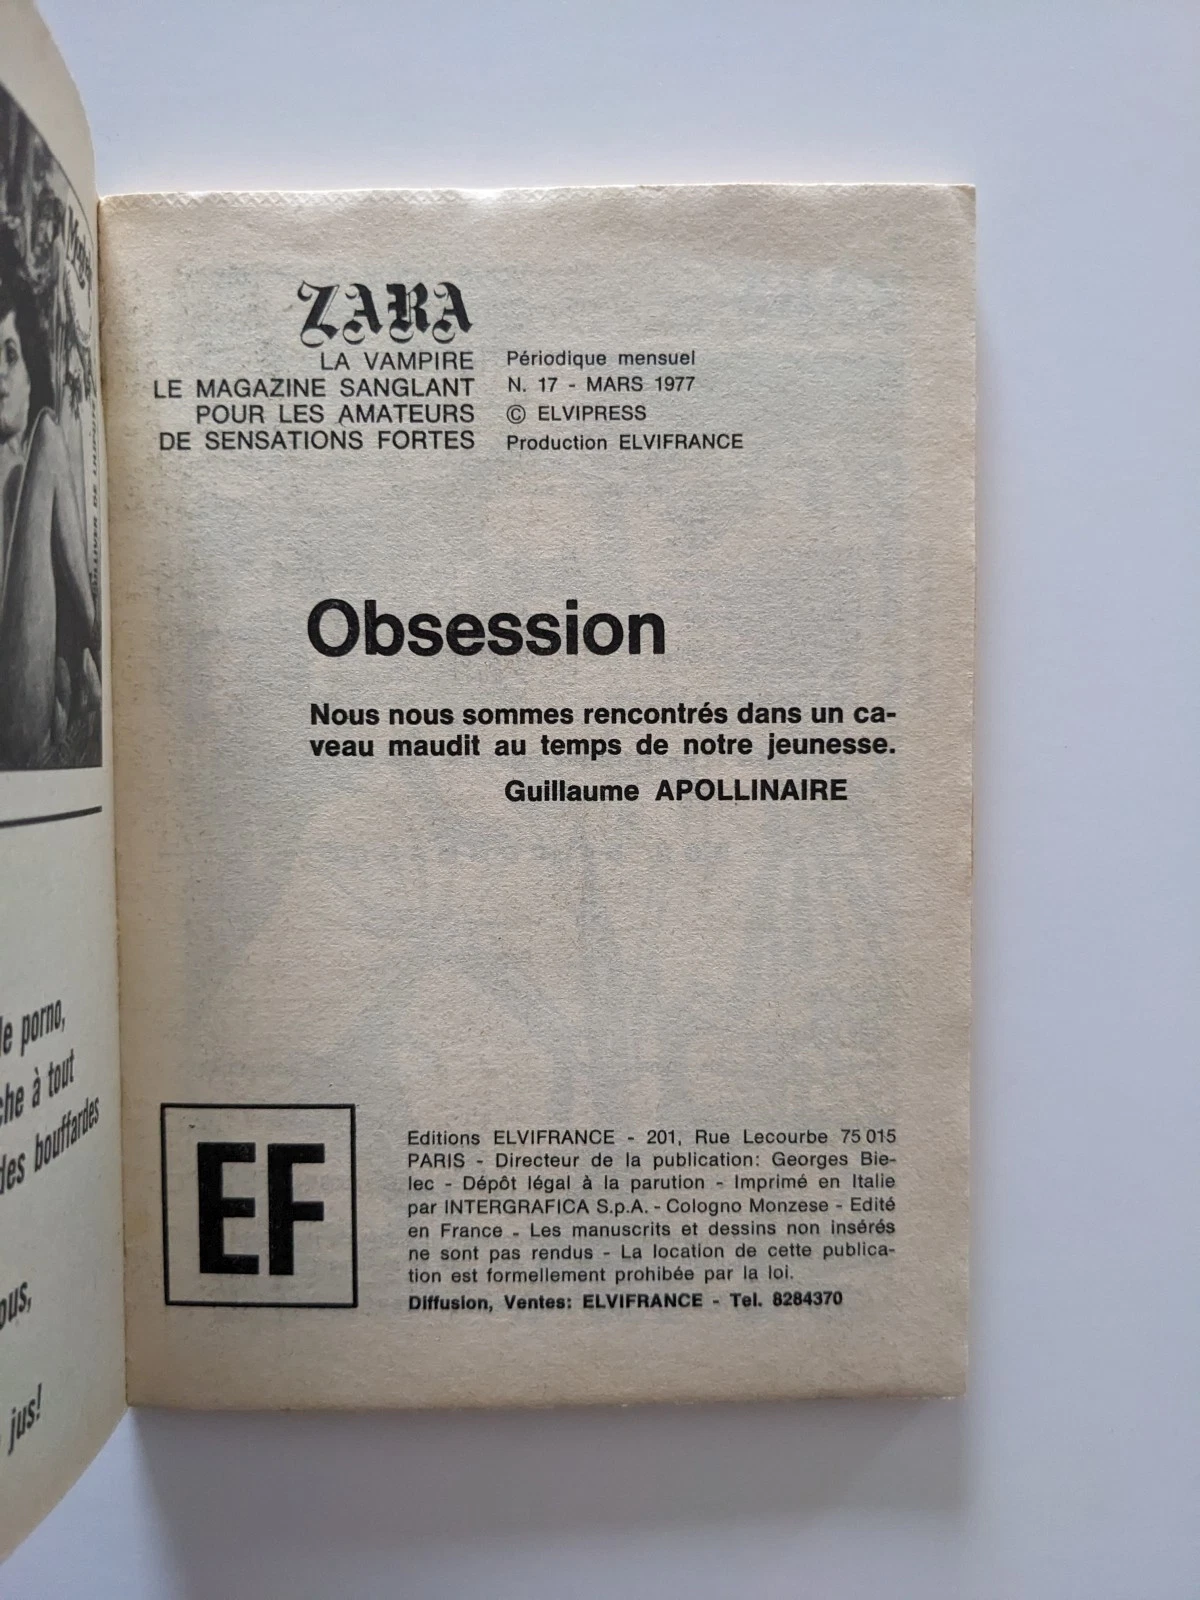 ZARA
LA VAMPIRE
LE MAGAZINE SANGLANT
POUR LES AMATEURS
DE SENSATIONS FORTES
Périodique mensuel
N. 17 - MARS 1977
© ELVIPRESS
Production ELVIFRANCE
Obsession
Nous nous sommes rencontrés dans un ca-
veau maudit au temps de notre jeunesse.
Guillaume APOLLINAIRE
EF
Editions ELVIFRANCE - 201, Rue Lecourbe 75 015
PARIS - Directeur de la publication: Georges Bie-
lec - Dépôt légal à la parution - Imprimé en Italie
par INTERGRAFICA S.p.A. - Cologno Monzese - Edité
en France - Les manuscrits et dessins non insérés
ne sont pas rendus - La location de cette publica-
tion est formellement prohibée par la loi.
Diffusion, Ventes: ELVIFRANCE - Tel. 8284370
porno,
à tout
des bouffardes
jus!